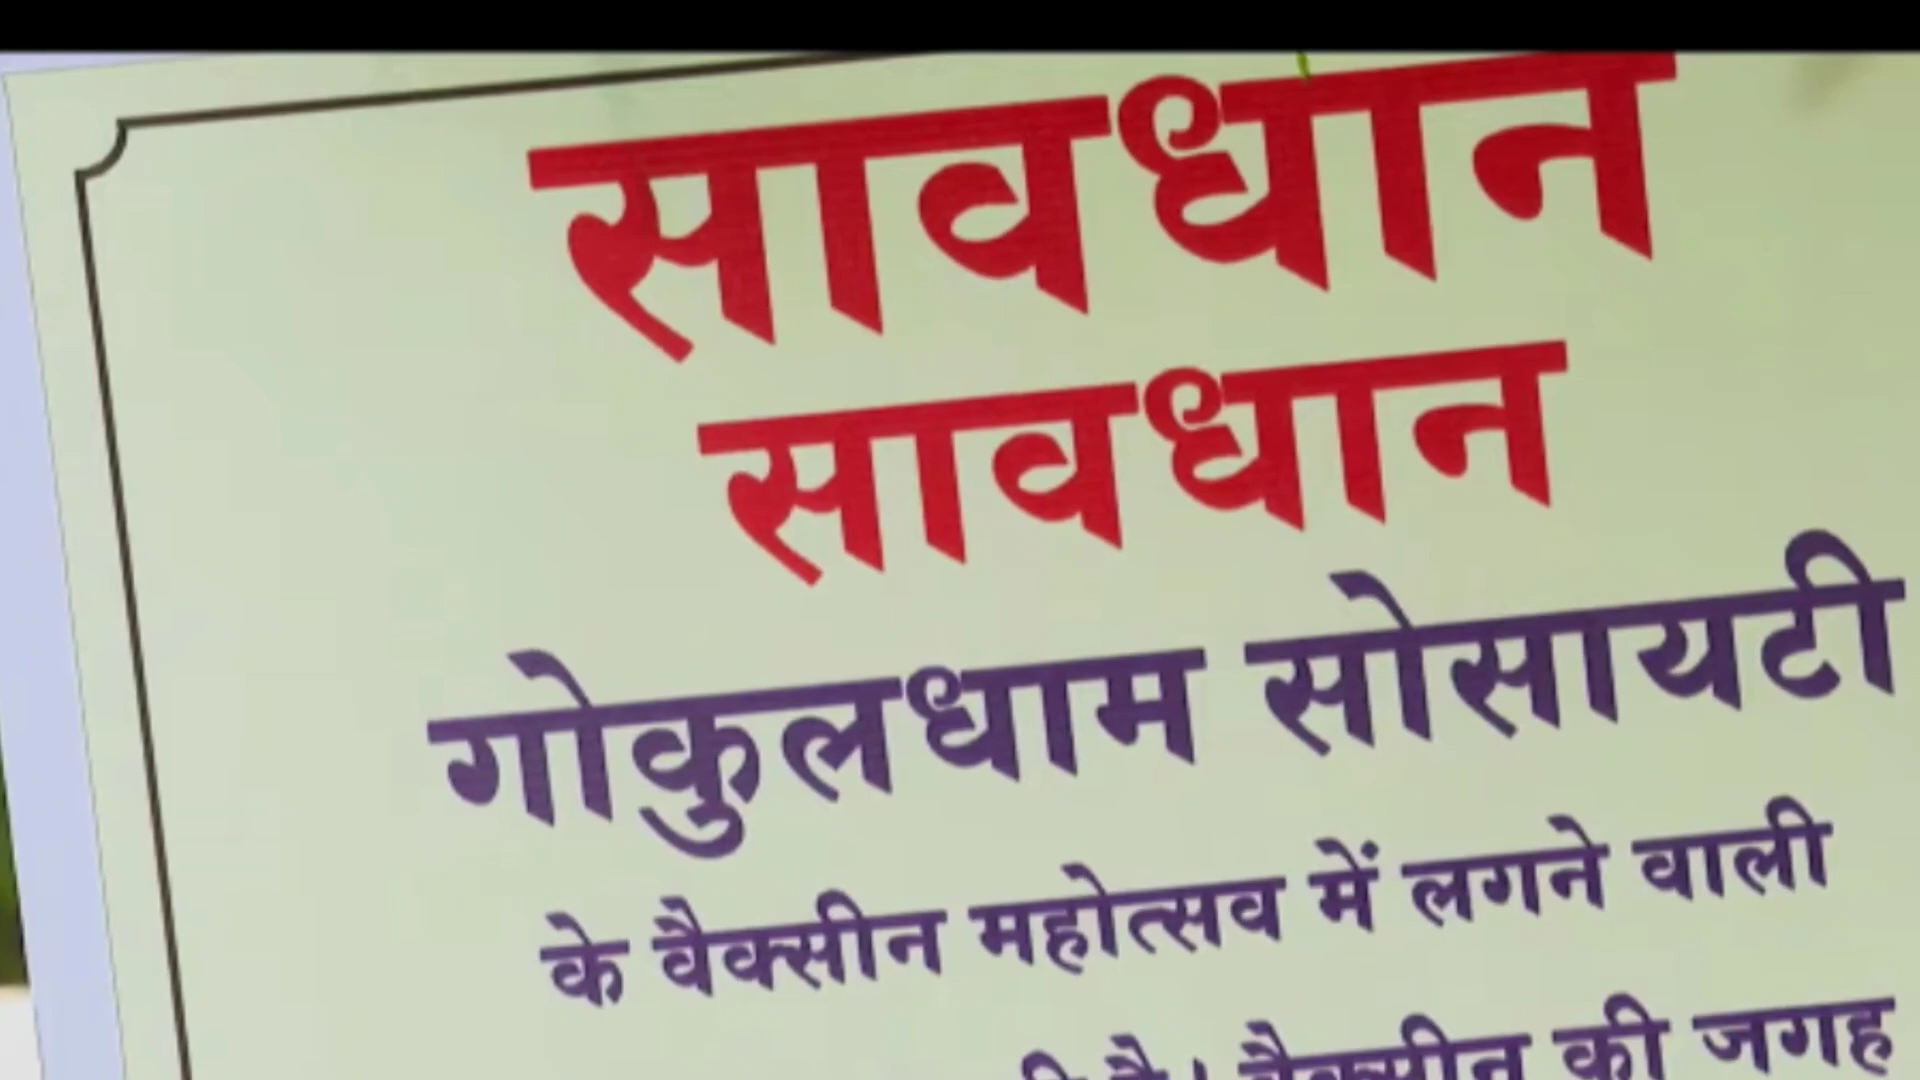 सावधान
सावधान
गोकुलधाम सोसायटी
के वैक्सीन महोत्सव में लगने वाली
है। वैक्सीन की जगह